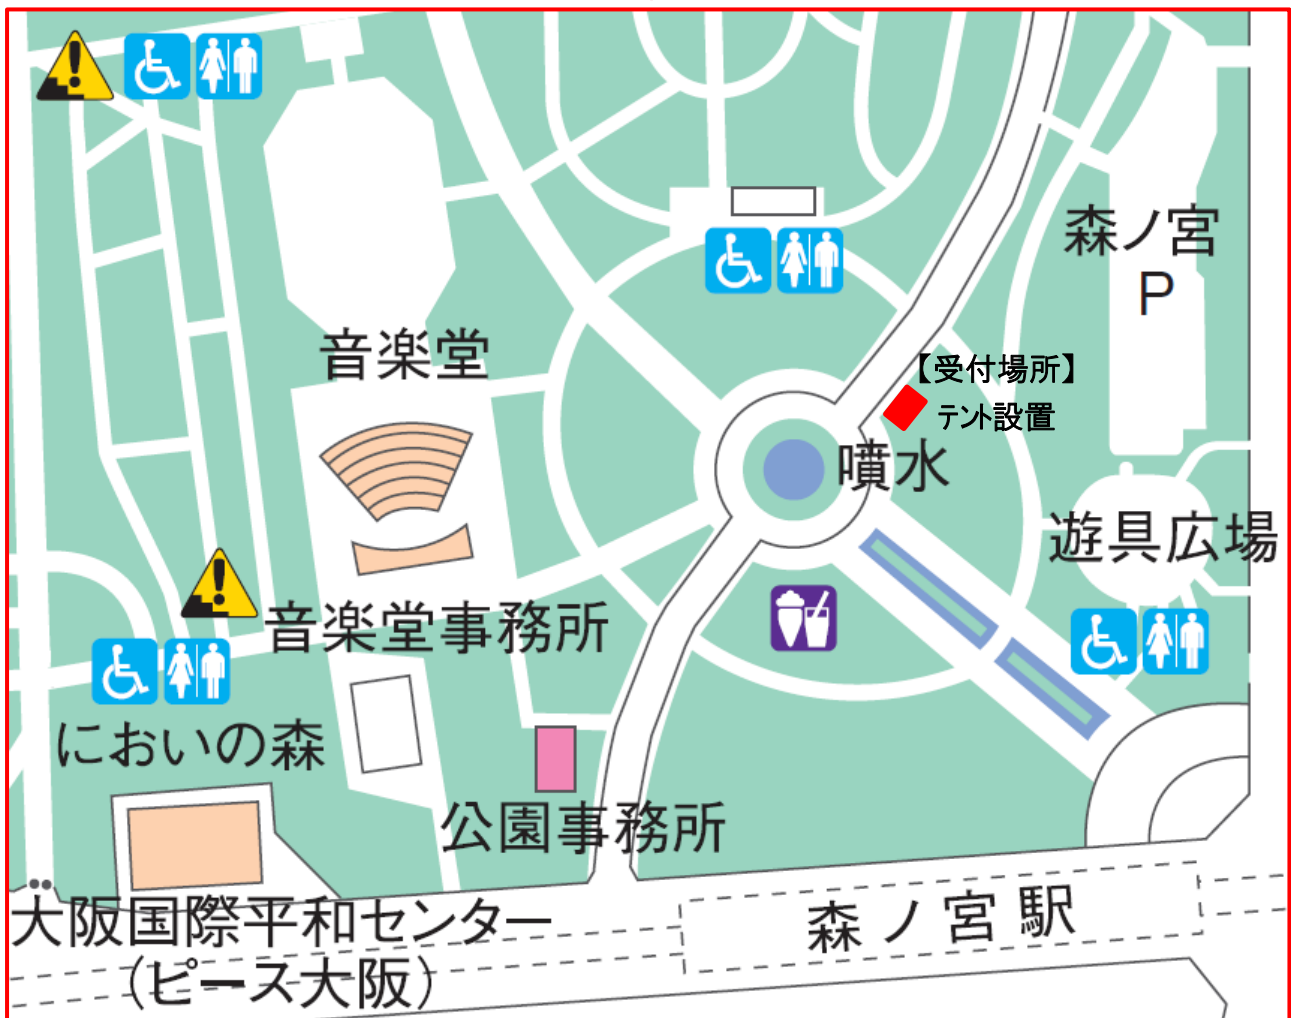 森ノ宮
P
音楽堂
【受付場所】
テント設置
噴水
遊具広場
音楽堂事務所
においの森
公園事務所
大阪国際平和センター
（ピース大阪）
森ノ宮駅